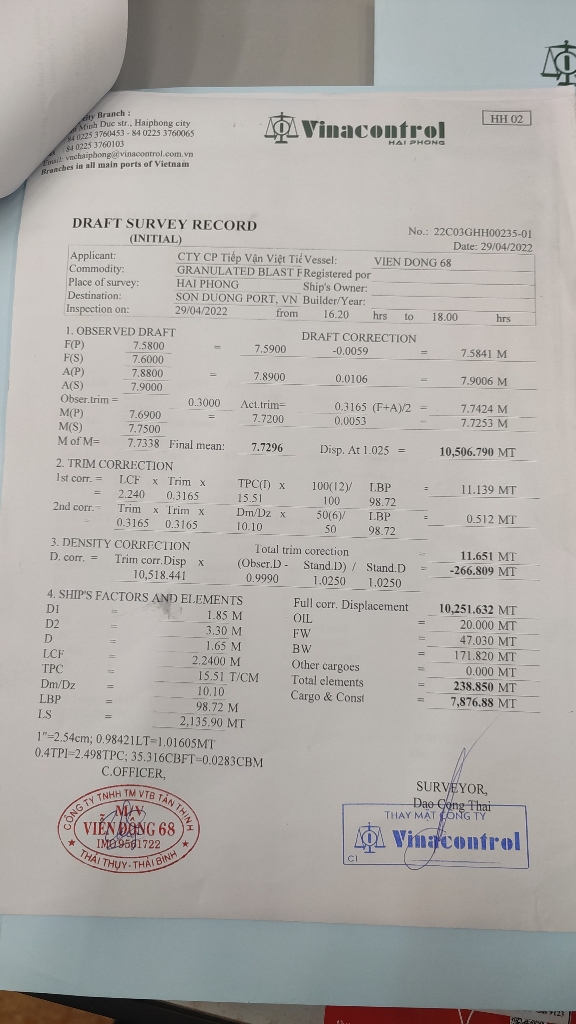 ity Branch :
Minh Duc str., Haiphong city
84 0225 3760453 - 84 0225 3760065
84 0225 3760103
Email: vnchaiphong@vinacontrol.com.vn
Branches in all main ports of Vietnam
Vinacontrol
HAI PHONG
HH 02
DRAFT SURVEY RECORD
(INITIAL)
No.: 22C03GHH00235-01
Date: 29/04/2022
Applicant: CTY CP Tiếp Vận Việt Tiế Vessel: VIEN DONG 68
Commodity: GRANULATED BLAST F Registered por
Place of survey: HAI PHONG Ship's Owner:
Destination: SON DUONG PORT, VN Builder/Year:
Inspection on: 29/04/2022 from 16.20 hrs to 18.00 hrs
1. OBSERVED DRAFT DRAFT CORRECTION
F(P) 7.5800 = 7.5900 -0.0059 = 7.5841 M
F(S) 7.6000
A(P) 7.8800 = 7.8900 0.0106 = 7.9006 M
A(S) 7.9000
Obser.trim = 0.3000 Act.trim= 0.3165 (F+A)/2 = 7.7424 M
M(P) 7.6900 = 7.7200 0.0053 = 7.7253 M
M(S) 7.7500
M of M= 7.7338 Final mean: 7.7296 Disp. At 1.025 = 10,506.790 MT
2. TRIM CORRECTION
1st corr. = LCF x Trim x TPC(I) x 100(12)/ LBP = 11.139 MT
= 2.240 0.3165 15.51 100 98.72
2nd corr.= Trim x Trim x Dm/Dz x 50(6)/ LBP = 0.512 MT
= 0.3165 0.3165 10.10 50 98.72
3. DENSITY CORRECTION Total trim corection = 11.651 MT
D. corr. = Trim corr.Disp x (Obser.D - Stand.D) / Stand.D = -266.809 MT
10,518.441 0.9990 1.0250 1.0250
4. SHIP'S FACTORS AND ELEMENTS Full corr. Displacement 10,251.632 MT
D1 = 1.85 M OIL = 20.000 MT
D2 = 3.30 M FW = 47.030 MT
D = 1.65 M BW = 171.820 MT
LCF = 2.2400 M Other cargoes = 0.000 MT
TPC = 15.51 T/CM Total elements = 238.850 MT
Dm/Dz = 10.10 Cargo & Const = 7,876.88 MT
LBP = 98.72 M
LS = 2,135.90 MT
1"=2.54cm; 0.98421LT=1.01605MT
0.4TPI=2.498TPC; 35.316CBFT=0.0283CBM
C.OFFICER,
SURVEYOR,
Dao Cong Thai
CÔNG TY TNHH TM VTB TÂN THỊNH
M/V
VIỄN ĐÔNG 68
IMO 9561722
THÁI THỤY - THÁI BÌNH
THAY MẶT CÔNG TY
Vinacontrol
C1